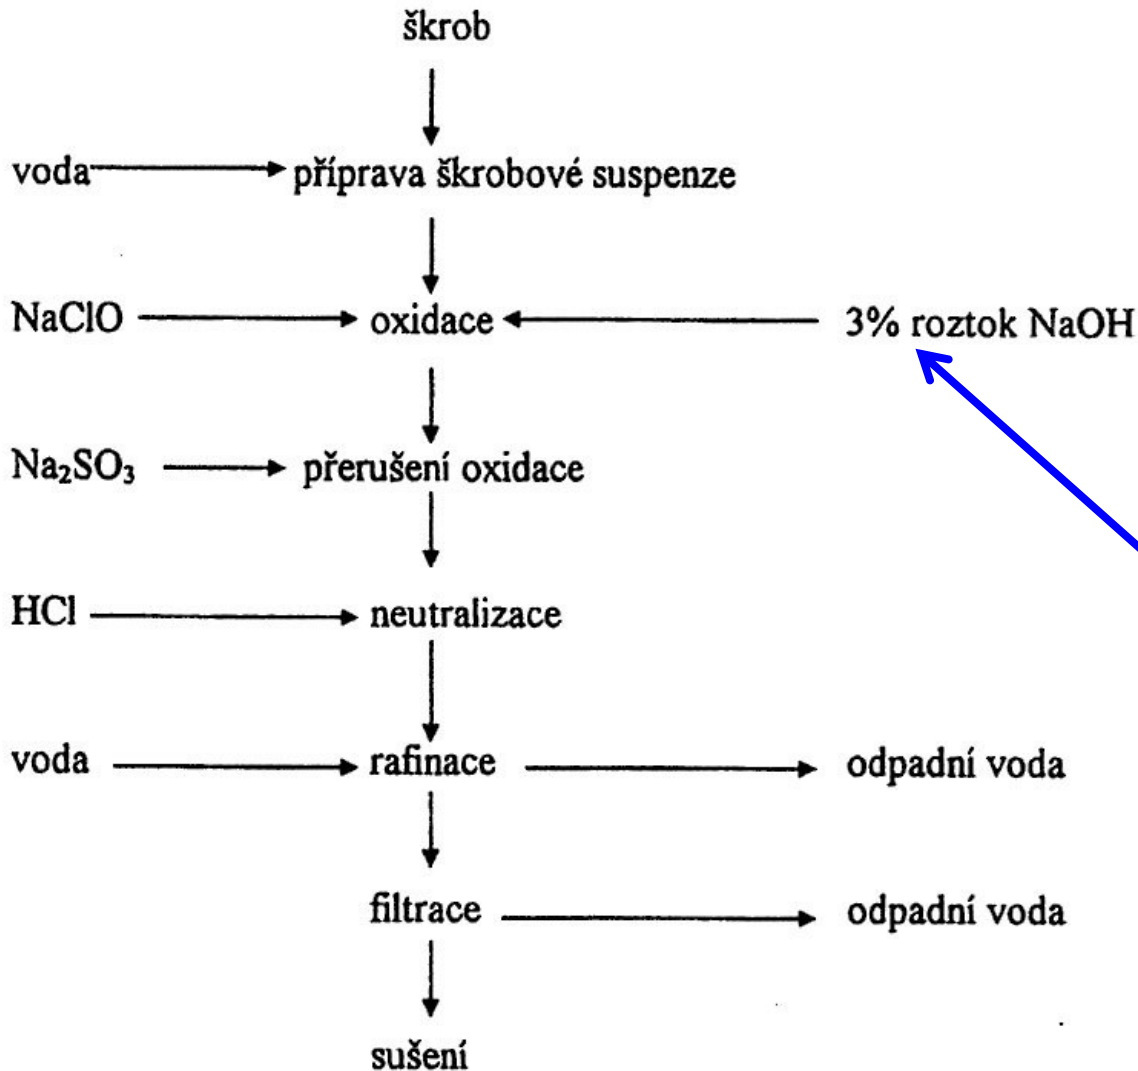 škrob
voda příprava škrobové suspenze
NaClO oxidace 3% roztok NaOH
Na₂SO₃ přerušení oxidace
HCl neutralizace
voda rafinace odpadní voda
filtrace odpadní voda
sušení